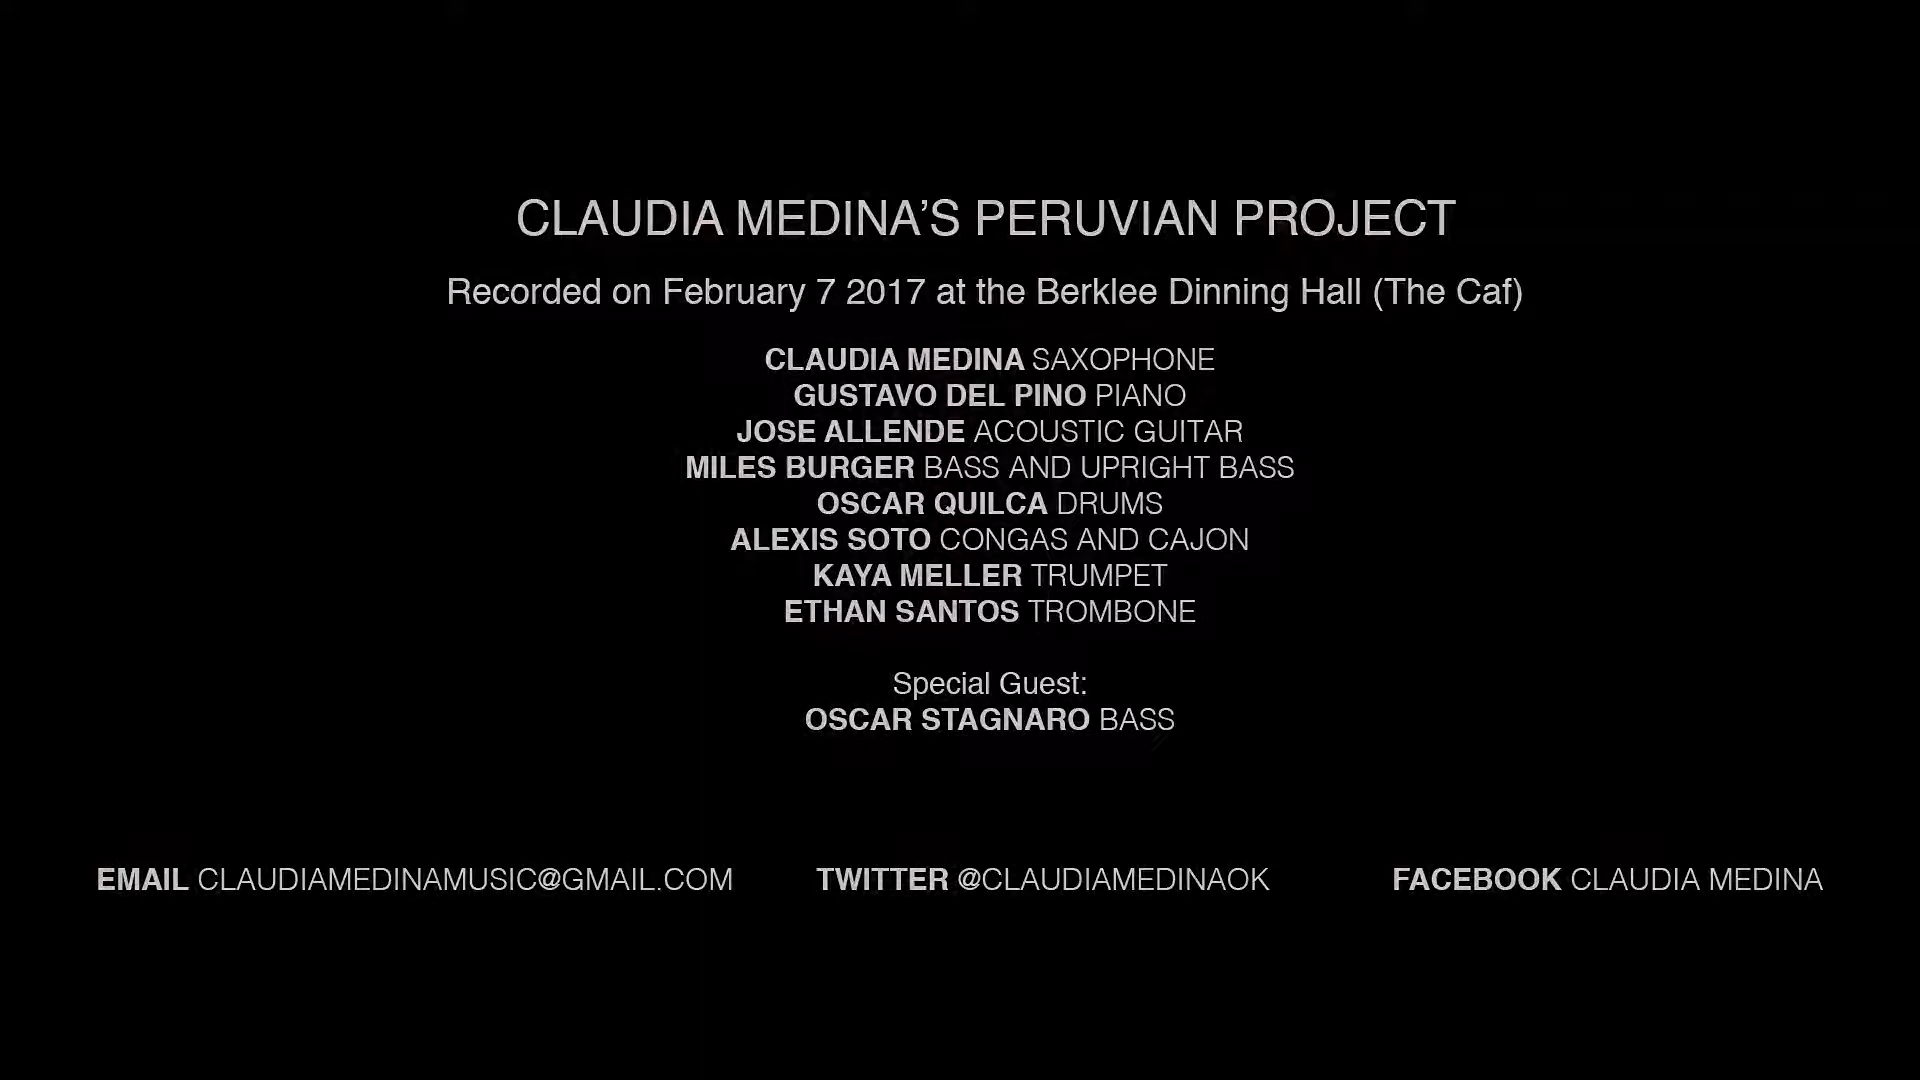 CLAUDIA MEDINA'S PERUVIAN PROJECT
Recorded on February 7 2017 at the Berklee Dinning Hall (The Caf)
CLAUDIA MEDINA SAXOPHONE
GUSTAVO DEL PINO PIANO
JOSE ALLENDE ACOUSTIC GUITAR
MILES BURGER BASS AND UPRIGHT BASS
OSCAR QUILCA DRUMS
ALEXIS SOTO CONGAS AND CAJON
KAYA MELLER TRUMPET
ETHAN SANTOS TROMBONE
Special Guest:
OSCAR STAGNARO BASS
EMAIL CLAUDIAMEDINAMUSIC@GMAIL.COM TWITTER @CLAUDIAMEDINAOK FACEBOOK CLAUDIA MEDINA